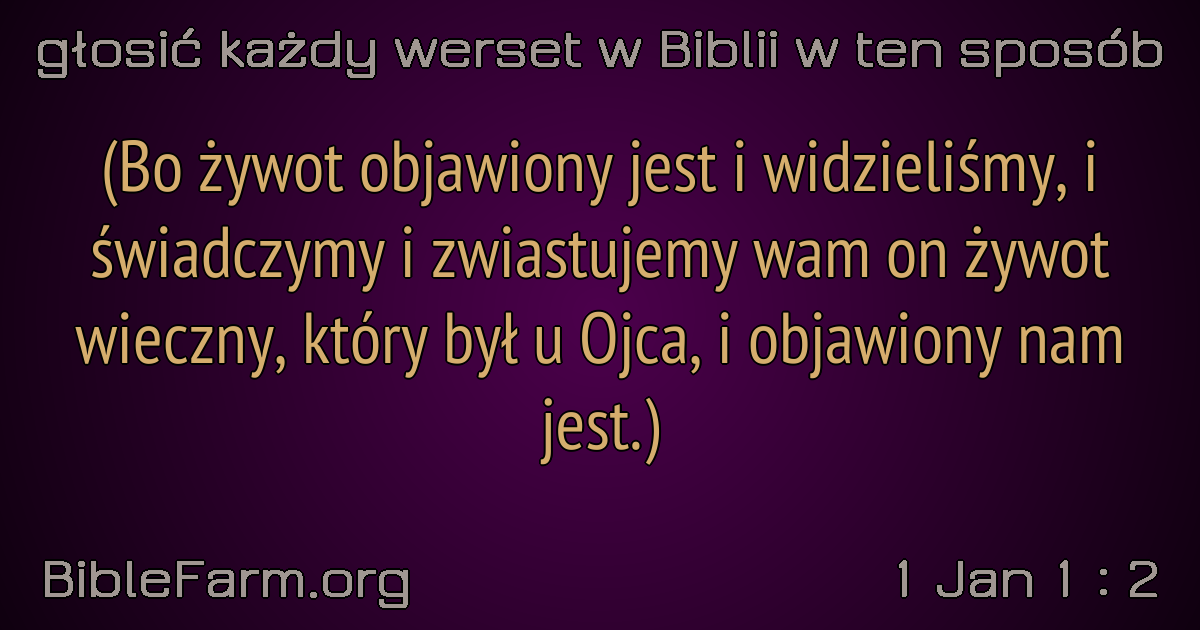 głosić każdy werset w Biblii w ten sposób
(Bo żywot objawiony jest i widzieliśmy, i
świadczymy i zwiastujemy wam on żywot
wieczny, który był u Ojca, i objawiony nam
jest.)
BibleFarm.org
1 Jan 1 : 2